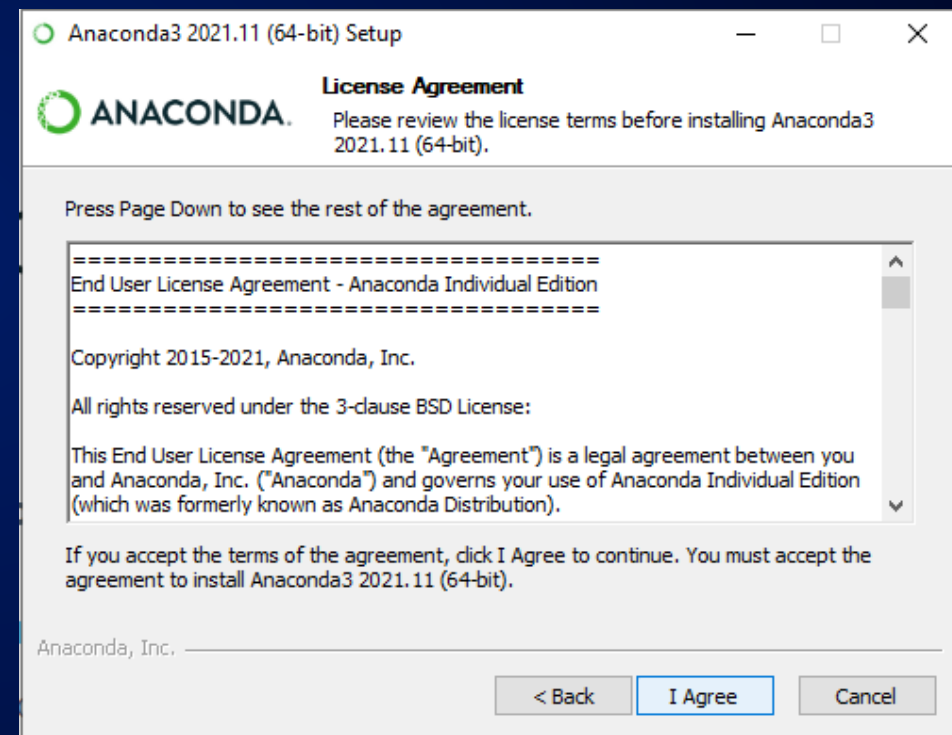 Anaconda3 2021.11 (64-bit) Setup
ANACONDA.
License Agreement
Please review the license terms before installing Anaconda3
2021.11 (64-bit).
Press Page Down to see the rest of the agreement.
===================================
End User License Agreement - Anaconda Individual Edition
===================================
Copyright 2015-2021, Anaconda, Inc.
All rights reserved under the 3-clause BSD License:
This End User License Agreement (the "Agreement") is a legal agreement between you
and Anaconda, Inc. ("Anaconda") and governs your use of Anaconda Individual Edition
(which was formerly known as Anaconda Distribution).
If you accept the terms of the agreement, click I Agree to continue. You must accept the
agreement to install Anaconda3 2021.11 (64-bit).
Anaconda, Inc.
< Back
I Agree
Cancel